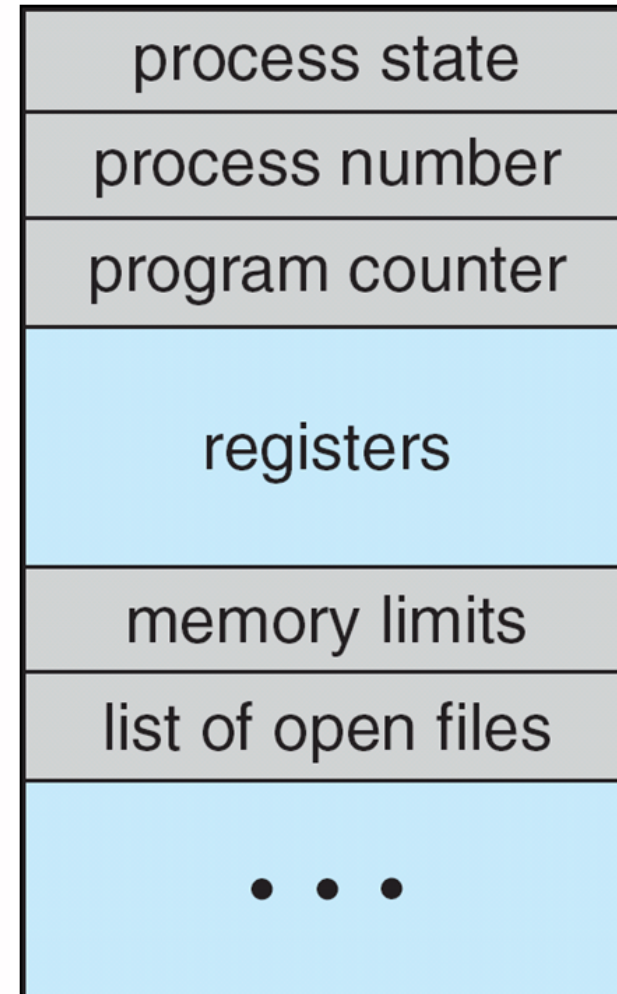 process state
process number
program counter
registers
memory limits
list of open files
• • •